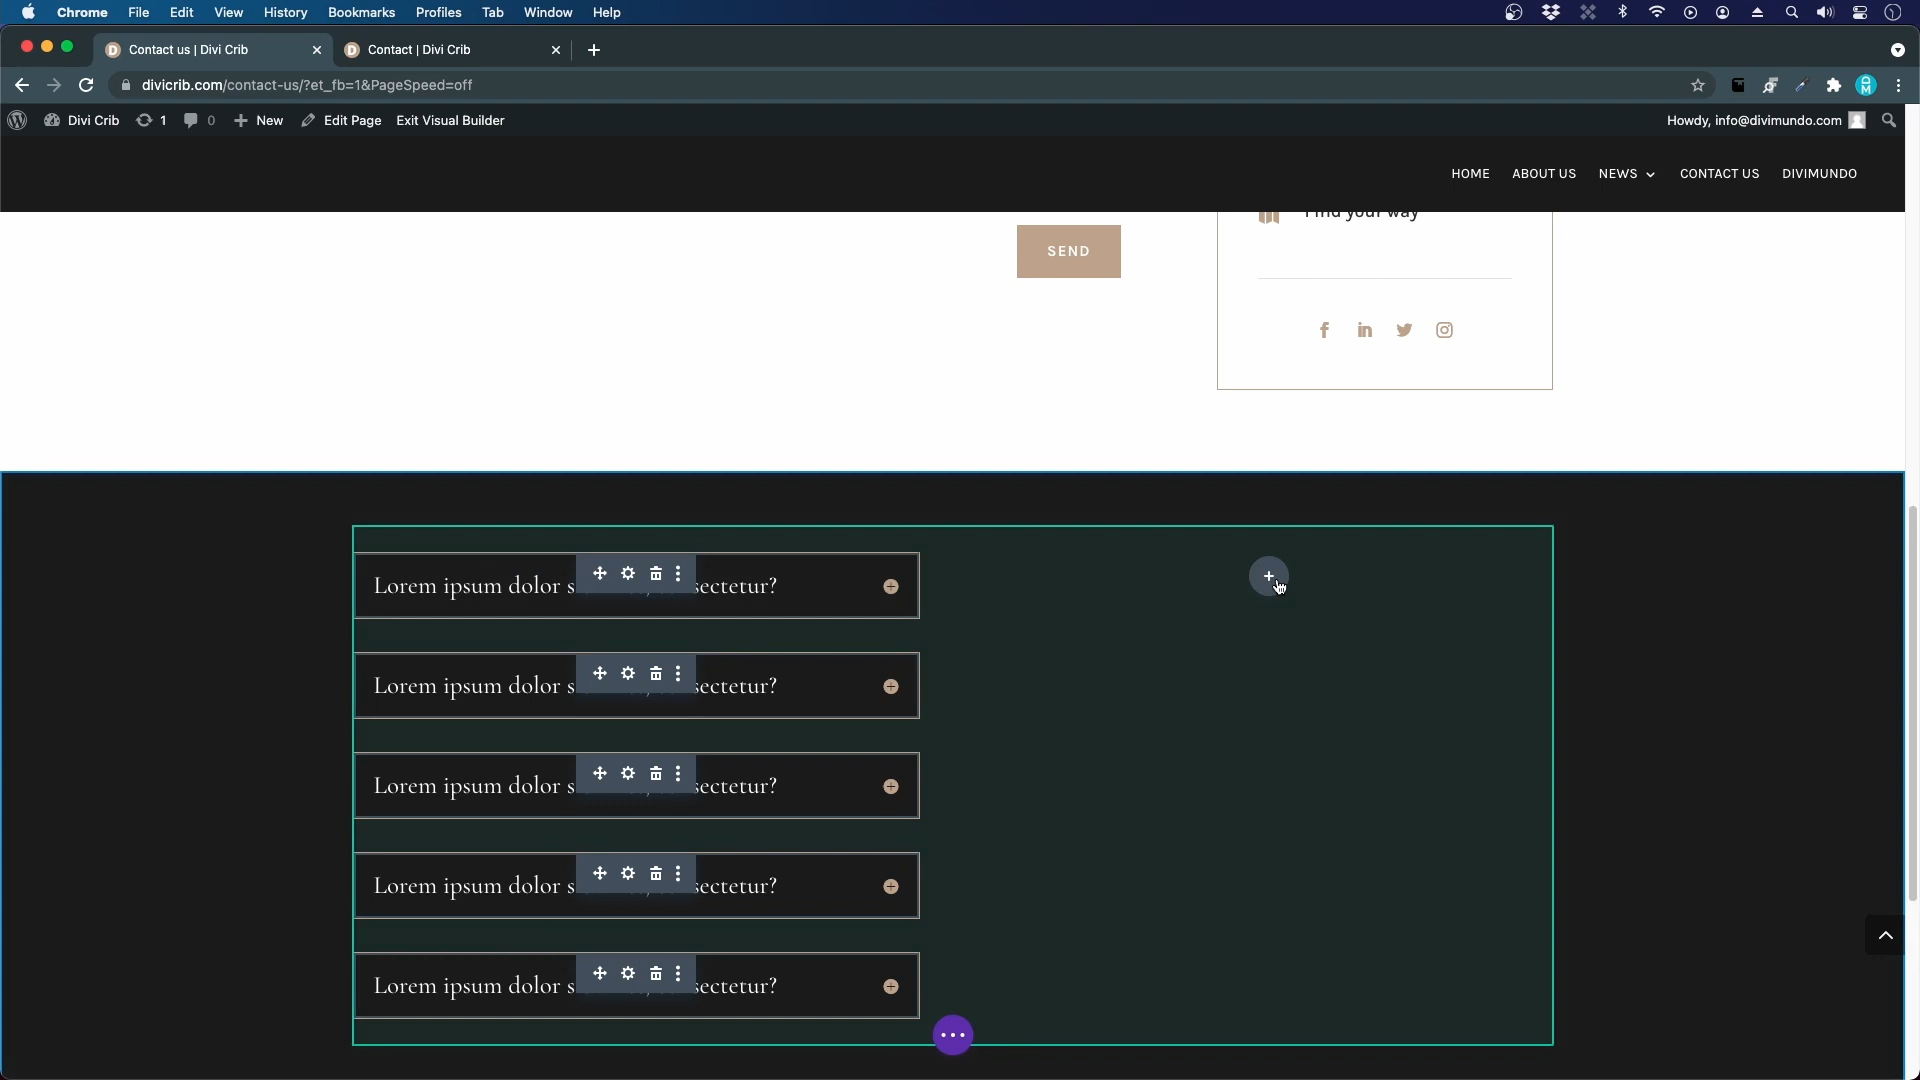 Chrome File Edit View History Bookmarks Profiles Tab Window Help
Contact us | Divi Crib
Contact | Divi Crib
divicrib.com/contact-us/?et_fb=1&PageSpeed=off
Divi Crib 1 0 New Edit Page Exit Visual Builder
Howdy, info@divimundo.com
HOME ABOUT US NEWS CONTACT US DIVIMUNDO
Find your way
SEND
Lorem ipsum dolor s sectetur?
Lorem ipsum dolor s sectetur?
Lorem ipsum dolor s sectetur?
Lorem ipsum dolor s sectetur?
Lorem ipsum dolor s sectetur?